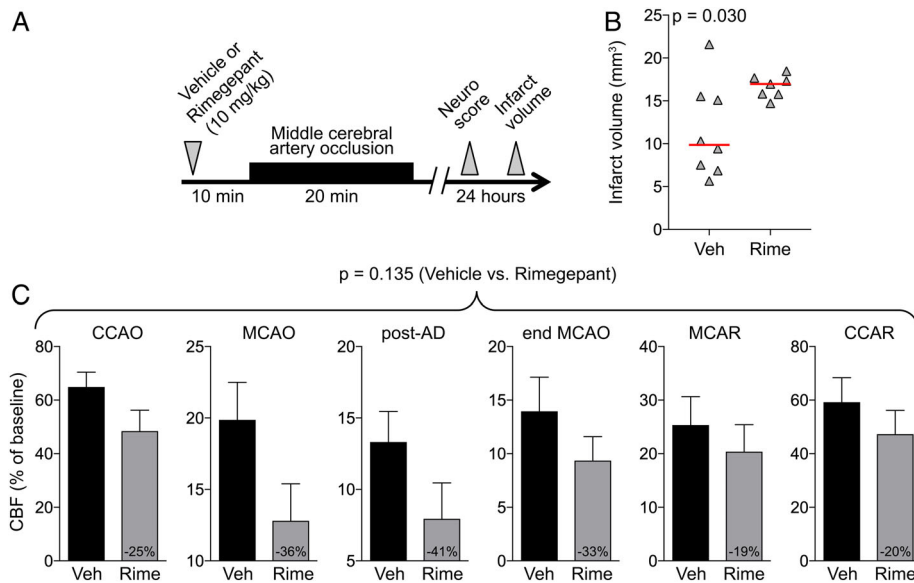 A
Vehicle or
Rimegepant
(10 mg/kg)
Middle cerebral
artery occlusion
Neuro
score
Infarct
volume
10 min
20 min
24 hours
B
p = 0.030
Infarct volume (mm³)
25
20
15
10
5
0
Veh
Rime
p = 0.135 (Vehicle vs. Rimegepant)
C
CBF (% of baseline)
CCAO
80
60
40
20
0
-25%
Veh
Rime
MCAO
25
20
15
10
-36%
Veh
Rime
post-AD
20
15
10
5
-41%
Veh
Rime
end MCAO
20
15
10
5
0
-33%
Veh
Rime
MCAR
40
30
20
10
0
-19%
Veh
Rime
CCAR
80
60
40
20
0
-20%
Veh
Rime